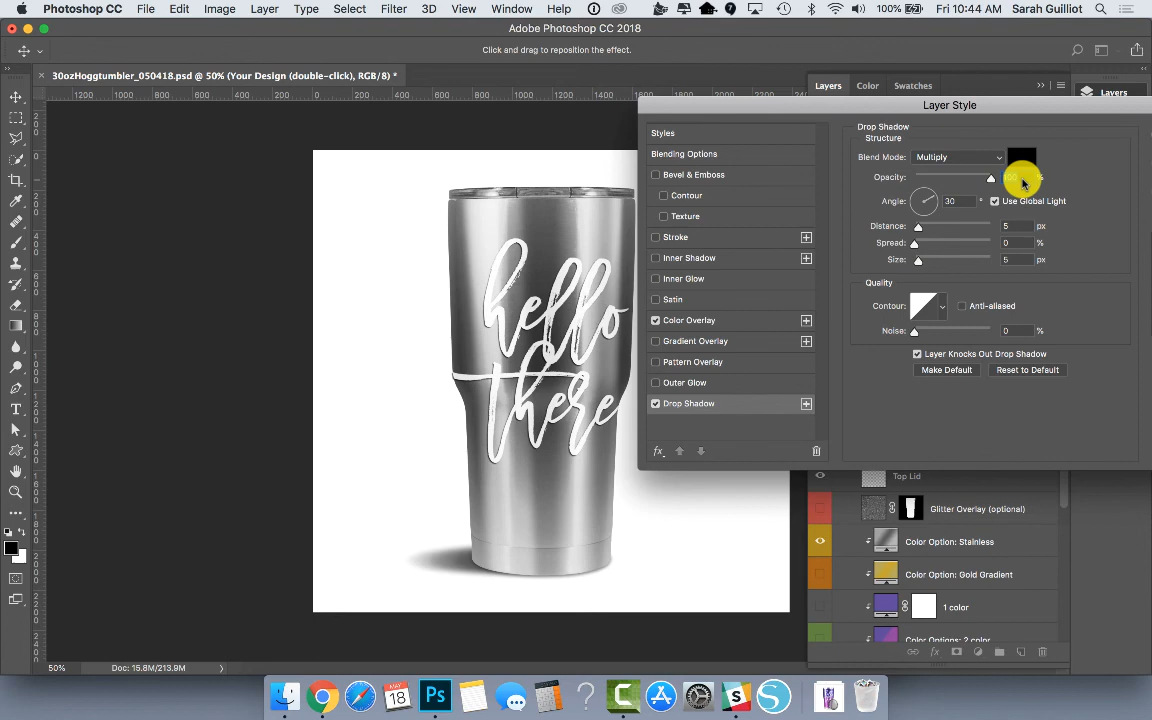 Photoshop CC File Edit Image Layer Type Select Filter 3D View Window Help 100% Fri 10:44 AM Sarah Guilliot
Adobe Photoshop CC 2018
Click and drag to reposition the effect.
30ozHoggtumbler_050418.psd @ 50% (Your Design (double-click), RGB/8) *
Layers Color Swatches
Layers
1200 1000 800 600 400 200 0 200 400 600 800 1000 1200 1400 1600
Layer Style
Styles
Blending Options
Bevel & Emboss
Contour
Texture
Stroke
Inner Shadow
Inner Glow
Satin
Color Overlay
Gradient Overlay
Pattern Overlay
Outer Glow
Drop Shadow
fx
Drop Shadow
Structure
Blend Mode: Multiply
Opacity: 100 %
Angle: 30 ° Use Global Light
Distance: 5 px
Spread: 0 %
Size: 5 px
Quality
Contour: Anti-aliased
Noise: 0 %
Layer Knocks Out Drop Shadow
Make Default Reset to Default
hello
there
Top Lid
Glitter Overlay (optional)
Color Option: Stainless
Color Option: Gold Gradient
1 color
Color Options: 2 color
fx
50% Doc: 15.8M/213.9M
MAY
18
Ps